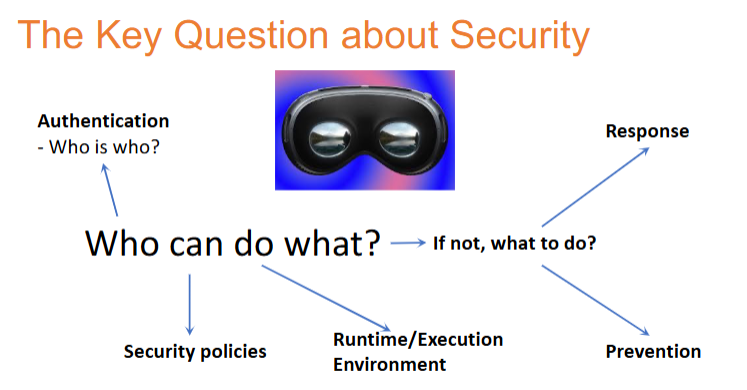 The Key Question about Security
Authentication
- Who is who?
Response
Who can do what?
If not, what to do?
Security policies
Runtime/Execution
Environment
Prevention